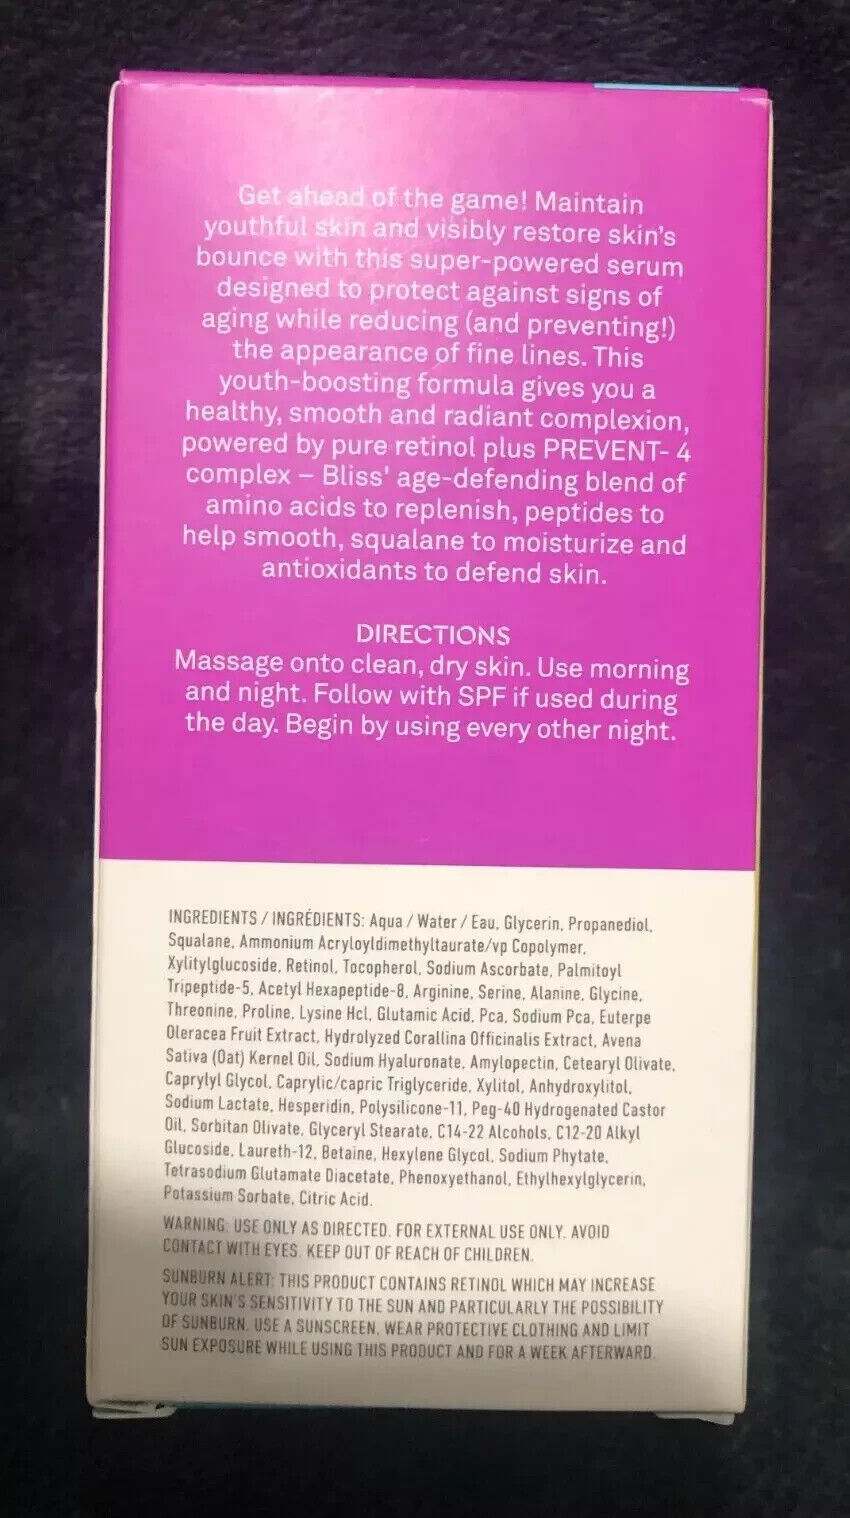 Get ahead of the game! Maintain
youthful skin and visibly restore skin's
bounce with this super-powered serum
designed to protect against signs of
aging while reducing (and preventing!)
the appearance of fine lines. This
youth-boosting formula gives you a
healthy, smooth and radiant complexion,
powered by pure retinol plus PREVENT- 4
complex – Bliss' age-defending blend of
amino acids to replenish, peptides to
help smooth, squalane to moisturize and
antioxidants to defend skin.
DIRECTIONS
Massage onto clean, dry skin. Use morning
and night. Follow with SPF if used during
the day. Begin by using every other night.
INGREDIENTS / INGRÉDIENTS: Aqua / Water / Eau, Glycerin, Propanediol,
Squalane, Ammonium Acryloyldimethyltaurate/vp Copolymer,
Xylitylglucoside, Retinol, Tocopherol, Sodium Ascorbate, Palmitoyl
Tripeptide-5, Acetyl Hexapeptide-8, Arginine, Serine, Alanine, Glycine,
Threonine, Proline, Lysine Hcl, Glutamic Acid, Pca, Sodium Pca, Euterpe
Oleracea Fruit Extract, Hydrolyzed Corallina Officinalis Extract, Avena
Sativa (Oat) Kernel Oil, Sodium Hyaluronate, Amylopectin, Cetearyl Olivate,
Caprylyl Glycol, Caprylic/capric Triglyceride, Xylitol, Anhydroxylitol,
Sodium Lactate, Hesperidin, Polysilicone-11, Peg-40 Hydrogenated Castor
Oil, Sorbitan Olivate, Glyceryl Stearate, C14-22 Alcohols, C12-20 Alkyl
Glucoside, Laureth-12, Betaine, Hexylene Glycol, Sodium Phytate,
Tetrasodium Glutamate Diacetate, Phenoxyethanol, Ethylhexylglycerin,
Potassium Sorbate, Citric Acid.
WARNING: USE ONLY AS DIRECTED. FOR EXTERNAL USE ONLY. AVOID
CONTACT WITH EYES. KEEP OUT OF REACH OF CHILDREN.
SUNBURN ALERT: THIS PRODUCT CONTAINS RETINOL WHICH MAY INCREASE
YOUR SKIN'S SENSITIVITY TO THE SUN AND PARTICULARLY THE POSSIBILITY
OF SUNBURN. USE A SUNSCREEN, WEAR PROTECTIVE CLOTHING AND LIMIT
SUN EXPOSURE WHILE USING THIS PRODUCT AND FOR A WEEK AFTERWARD.